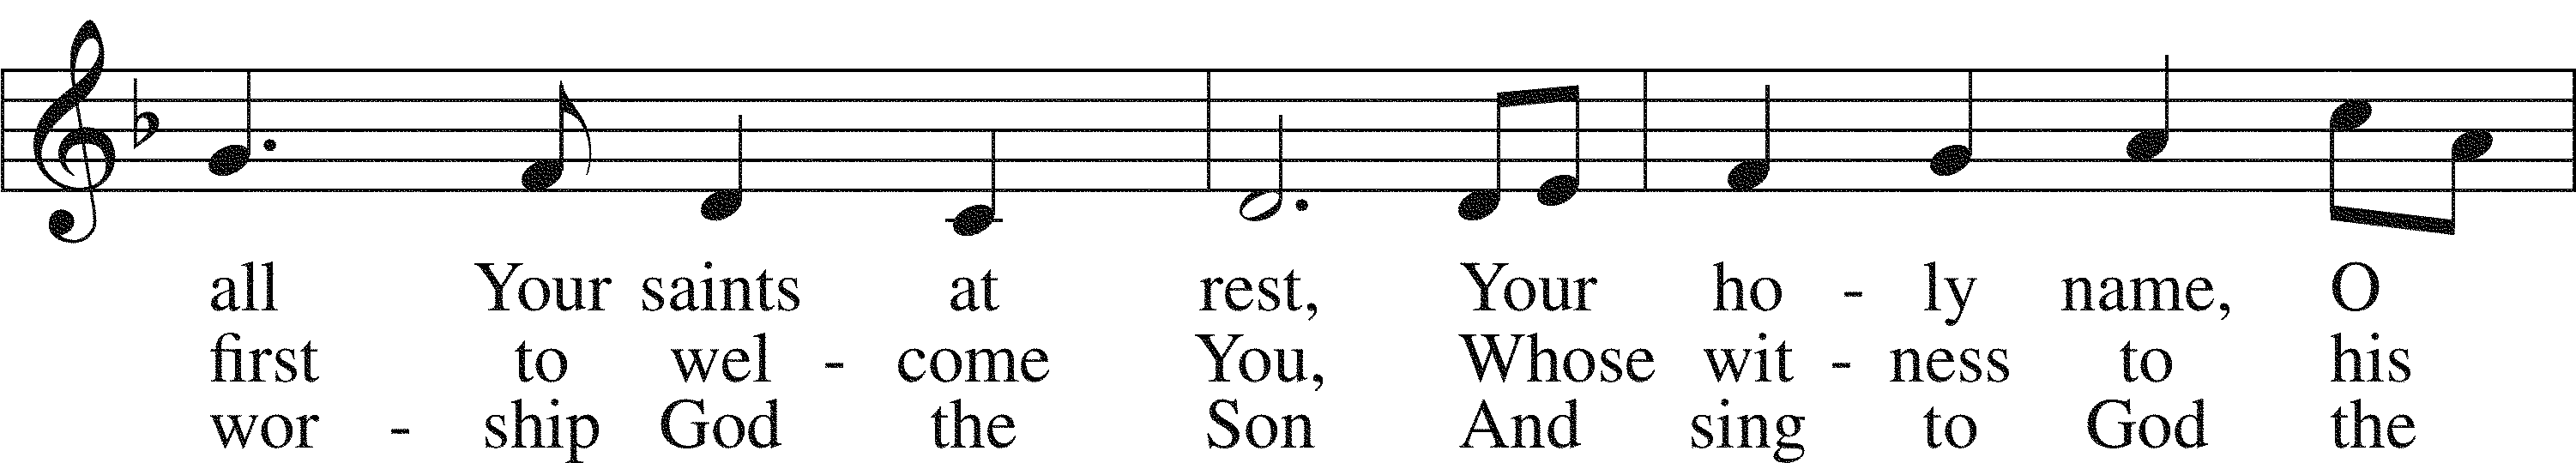 all Your saints at rest, Your ho - ly name, O
first to wel - come You, Whose wit - ness to his
wor - ship God the Son And sing to God the